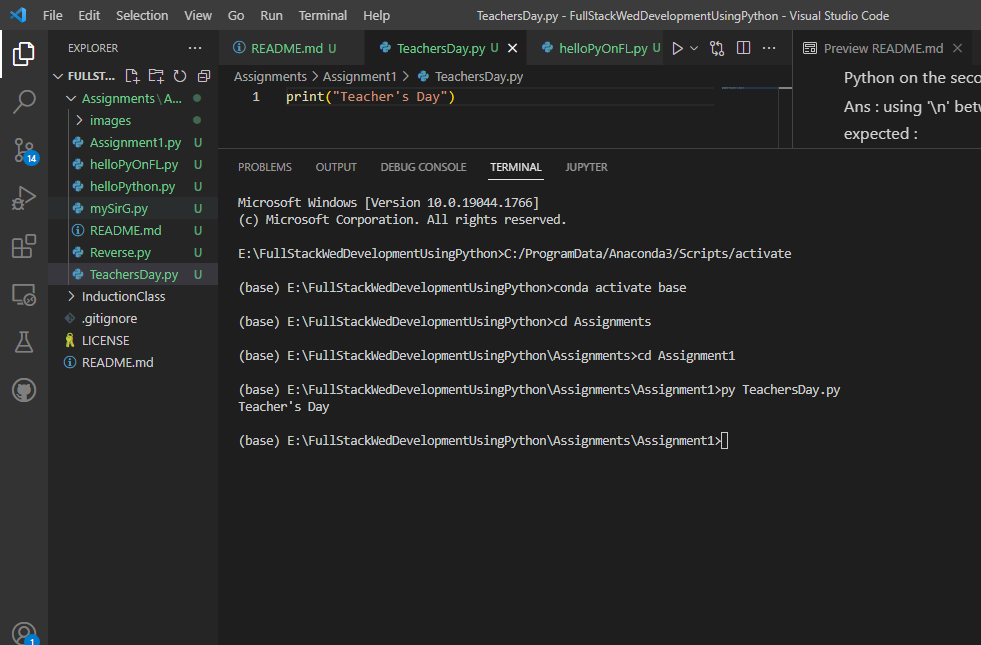 File Edit Selection View Go Run Terminal Help TeachersDay.py - FullStackWedDevelopmentUsingPython - Visual Studio Code
EXPLORER ...
FULLST...
Assignments\A...
images
Assignment1.py U
helloPyOnFL.py U
helloPython.py U
mySirG.py U
README.md U
Reverse.py U
TeachersDay.py U
InductionClass
.gitignore
LICENSE
README.md
14
1
README.md U
TeachersDay.py U
helloPyOnFL.py U
Assignments > Assignment1 > TeachersDay.py
1 print("Teacher's Day")
Preview README.md
Python on the seco
Ans : using '\n' betw
expected :
PROBLEMS OUTPUT DEBUG CONSOLE TERMINAL JUPYTER
Microsoft Windows [Version 10.0.19044.1766]
(c) Microsoft Corporation. All rights reserved.
E:\FullStackWedDevelopmentUsingPython>C:/ProgramData/Anaconda3/Scripts/activate
(base) E:\FullStackWedDevelopmentUsingPython>conda activate base
(base) E:\FullStackWedDevelopmentUsingPython>cd Assignments
(base) E:\FullStackWedDevelopmentUsingPython\Assignments>cd Assignment1
(base) E:\FullStackWedDevelopmentUsingPython\Assignments\Assignment1>py TeachersDay.py
Teacher's Day
(base) E:\FullStackWedDevelopmentUsingPython\Assignments\Assignment1>